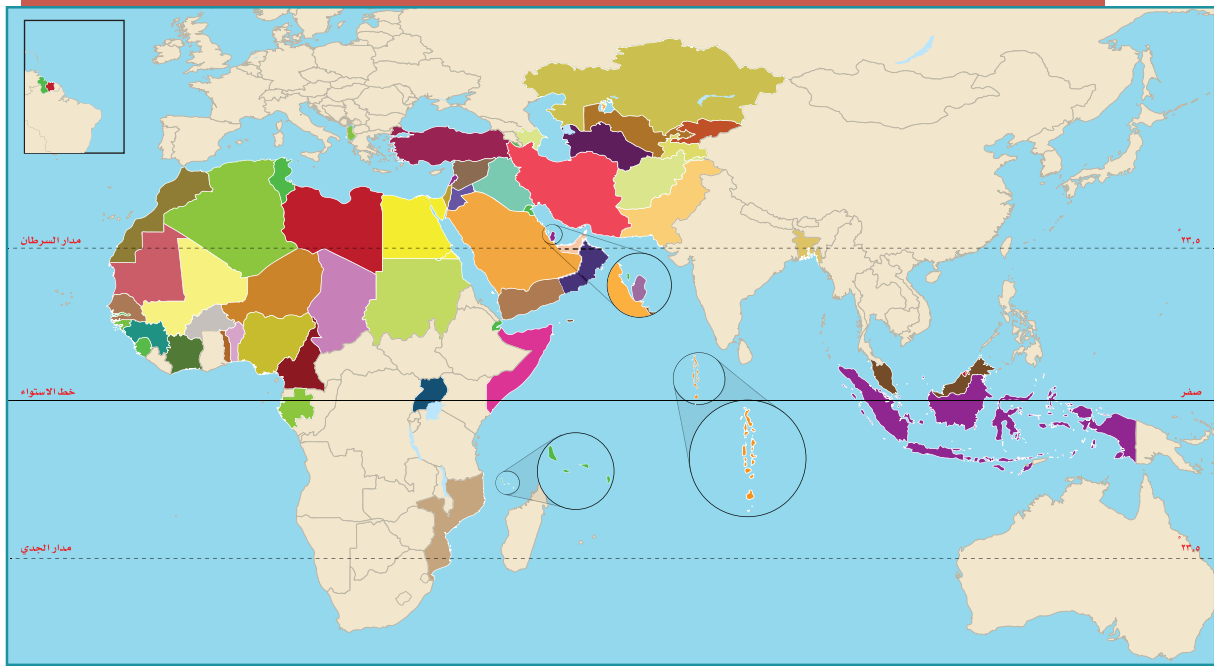 مدار السرطان
°٢٣,٥
خط الاستواء
صفر
مدار الجدي
°٢٣,٥